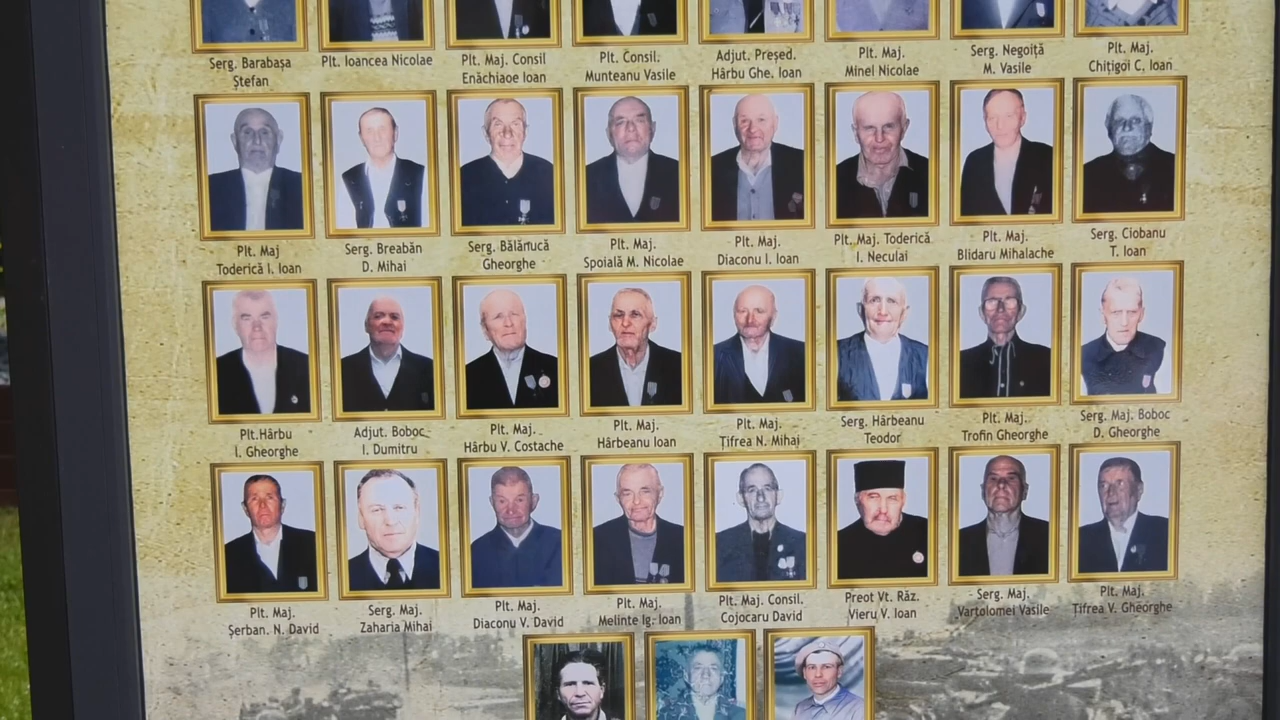 Serg. Barabașa
Ștefan
Plt. Ioancea Nicolae
Plt. Maj. Consil
Enăchiaoe Ioan
Plt. Consil.
Munteanu Vasile
Adjut. Președ.
Hârbu Ghe. Ioan
Plt. Maj.
Minel Nicolae
Serg. Negoiță
M. Vasile
Plt. Maj.
Chițigoi C. Ioan
Plt. Maj
Toderică I. Ioan
Serg. Breabăn
D. Mihai
Serg. Bălănucă
Gheorghe
Plt. Maj.
Spoială M. Nicolae
Plt. Maj.
Diaconu I. Ioan
Plt. Maj. Toderică
I. Neculai
Plt. Maj.
Blidaru Mihalache
Serg. Ciobanu
T. Ioan
Plt.Hârbu
I. Gheorghe
Adjut. Boboc
I. Dumitru
Plt. Maj.
Hârbu V. Costache
Plt. Maj.
Hârbeanu Ioan
Plt. Maj.
Țifrea N. Mihai
Serg. Hârbeanu
Teodor
Plt. Maj.
Trofin Gheorghe
Serg. Maj. Boboc
D. Gheorghe
Plt. Maj.
Șerban. N. David
Serg. Maj.
Zaharia Mihai
Plt. Maj.
Diaconu V. David
Plt. Maj.
Melinte Ig. Ioan
Plt. Maj. Consil.
Cojocaru David
Preot Vt. Răz.
Vieru V. Ioan
Serg. Maj.
Vartolomei Vasile
Plt. Maj.
Tifrea V. Gheorghe